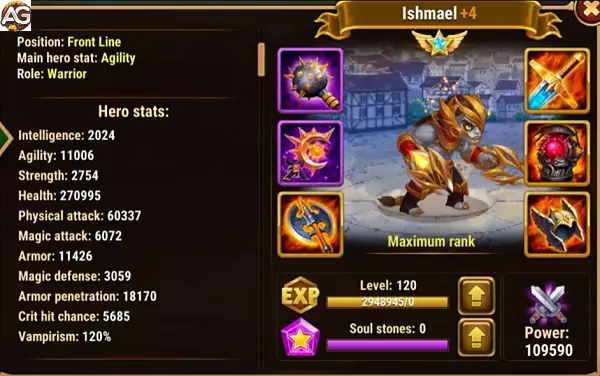 AG
Ishmael +4
Position: Front Line
Main hero stat: Agility
Role: Warrior
Hero stats:
Intelligence: 2024
Agility: 11006
Strength: 2754
Health: 270995
Physical attack: 60337
Magic attack: 6072
Armor: 11426
Magic defense: 3059
Armor penetration: 18170
Crit hit chance: 5685
Vampirism: 120%
Maximum rank
EXP
Level: 120
2948945/0
Soul stones: 0
Power:
109590